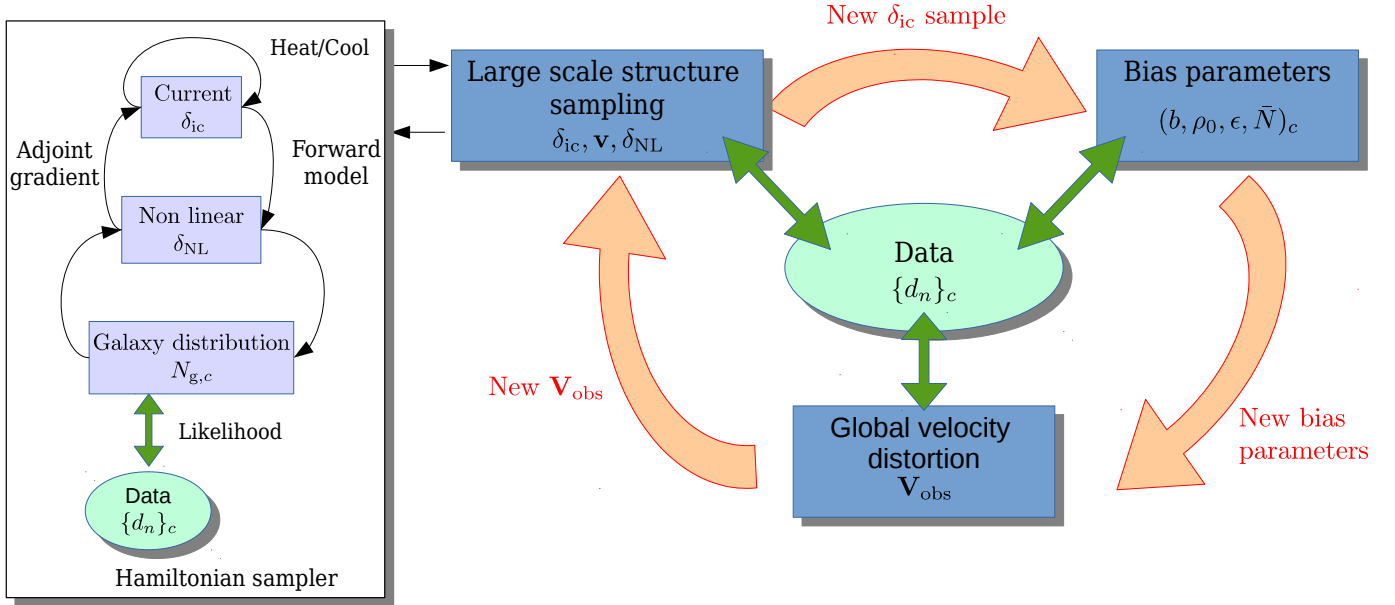 Heat/Cool
Current
δ_ic
Adjoint
gradient
Forward
model
Non linear
δ_NL
Galaxy distribution
N_g,c
Likelihood
Data
{d_n}_c
Hamiltonian sampler
Large scale structure
sampling
δ_ic, v, δ_NL
New δ_ic sample
Bias parameters
(b, ρ_0, ϵ, N̄)_c
Data
{d_n}_c
New V_obs
Global velocity
distortion
V_obs
New bias
parameters